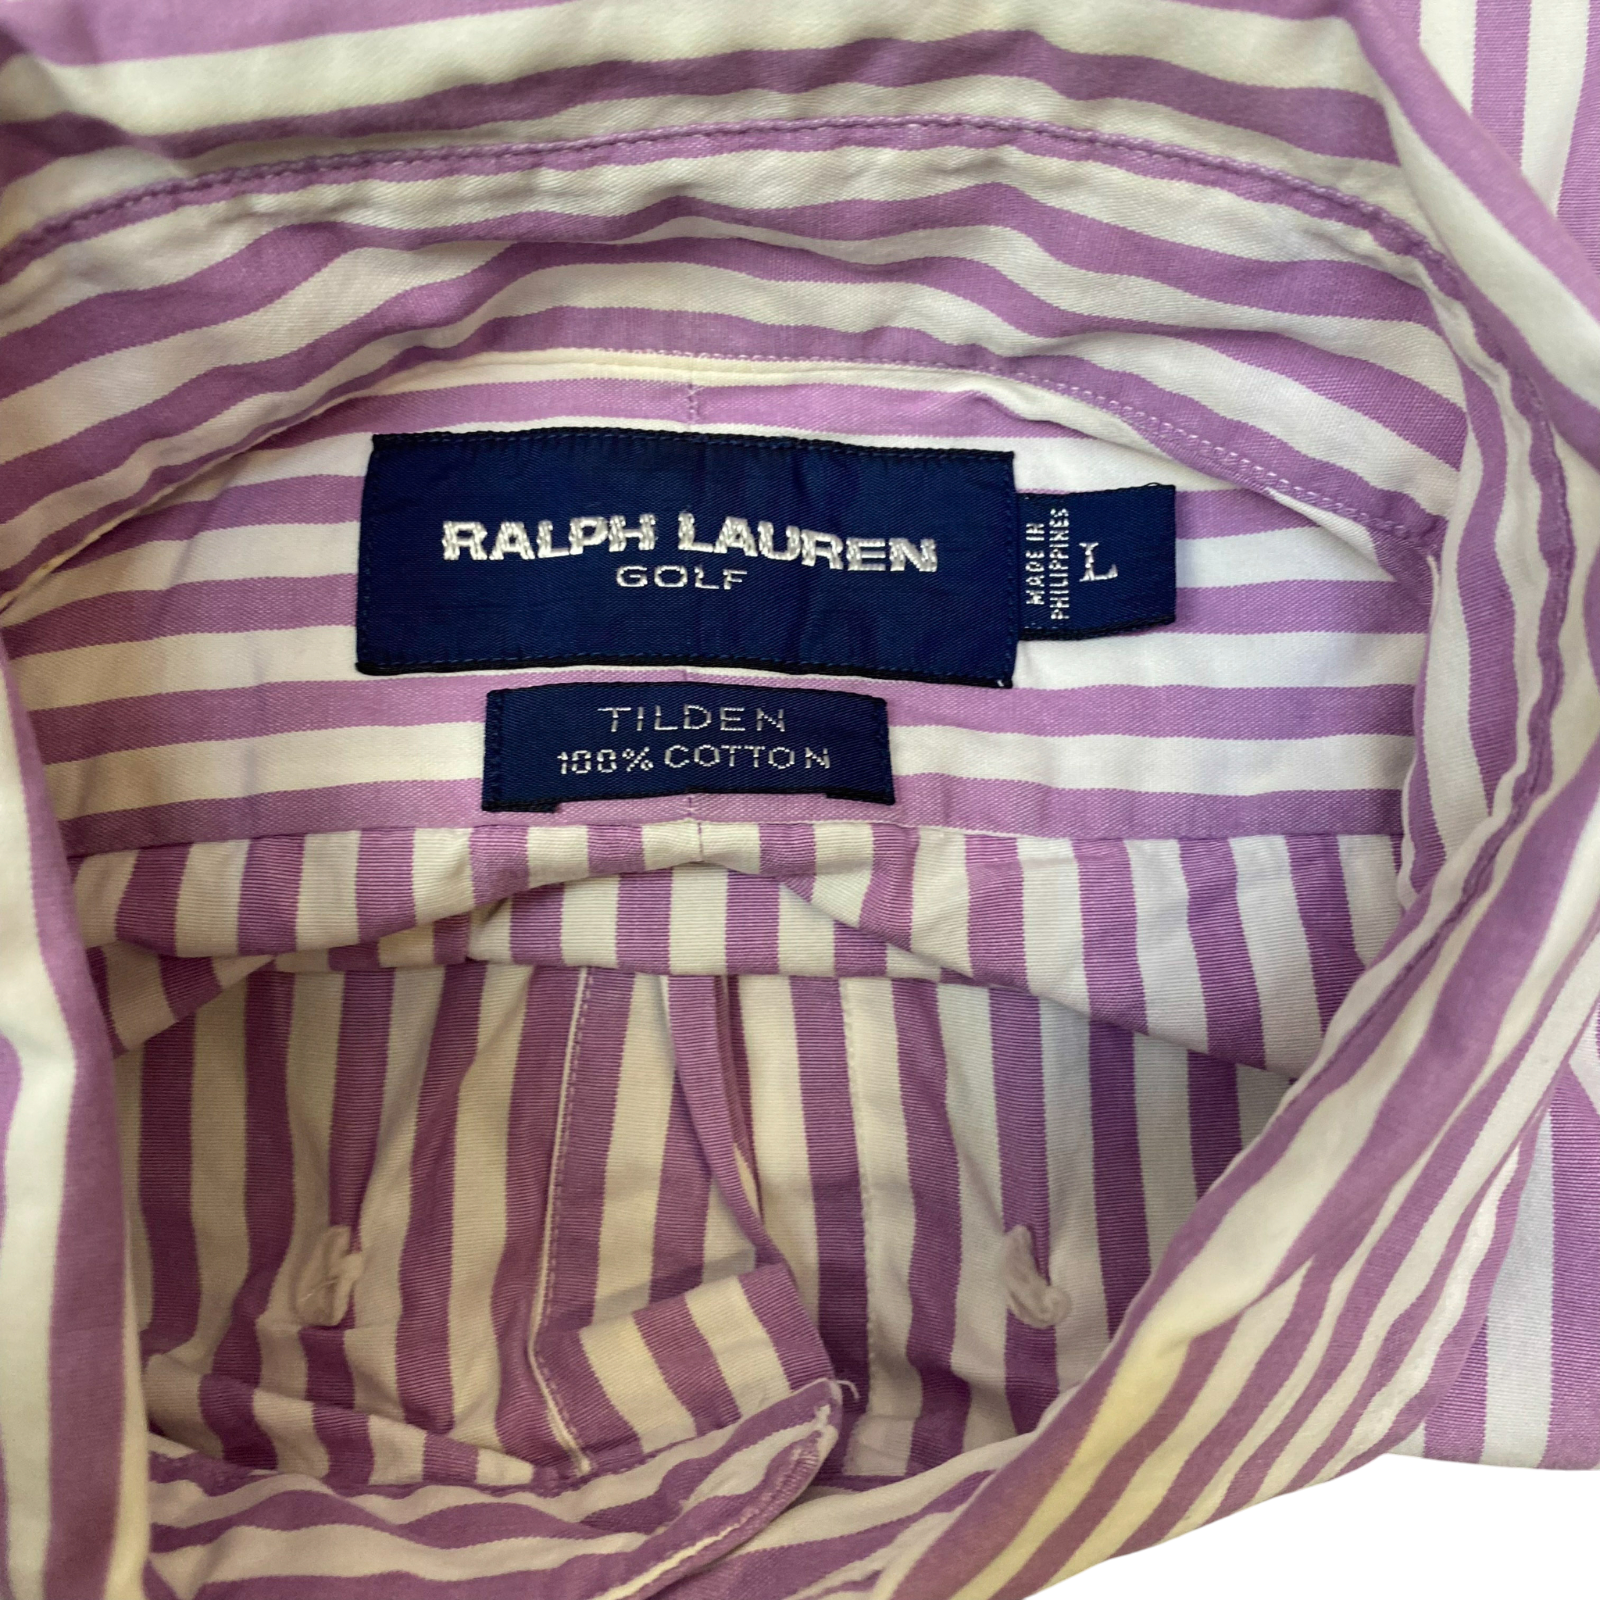 RALPH LAUREN
GOLF
MADE IN
PHILIPPINES
L
TILDEN
100% COTTON